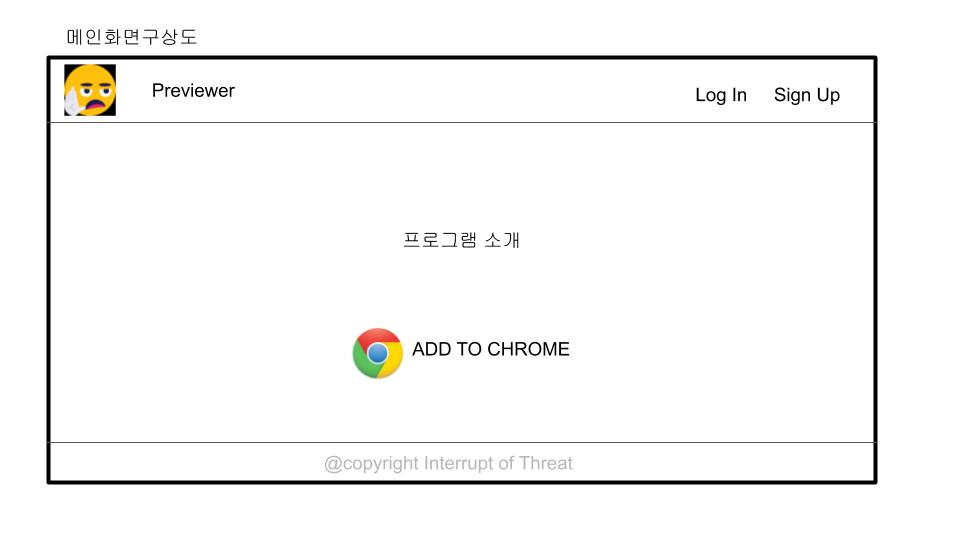 메인화면구상도
Previewer
Log In Sign Up
프로그램 소개
ADD TO CHROME
@copyright Interrupt of Threat